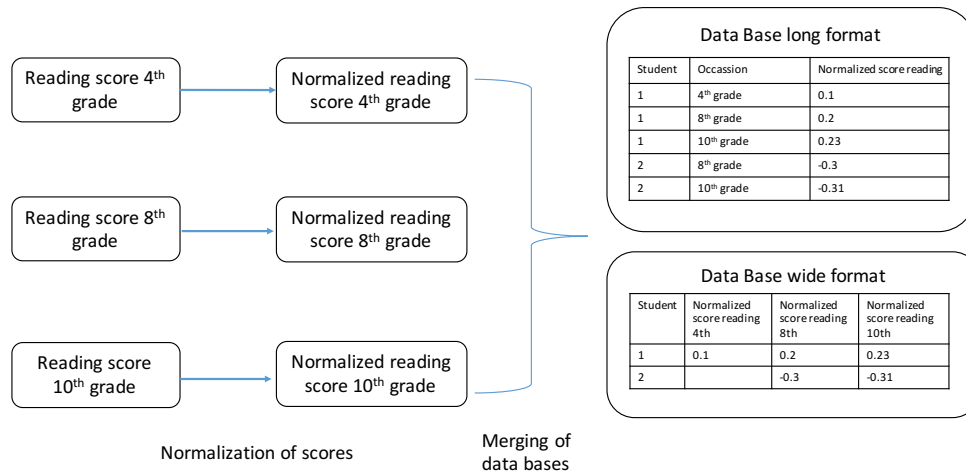 Reading score 4th
grade
Normalized reading
score 4th grade
Reading score 8th
grade
Normalized reading
score 8th grade
Reading score
10th grade
Normalized reading
score 10th grade
Normalization of scores
Merging of
data bases
Data Base long format
Student Occassion Normalized score reading
1 4th grade 0.1
1 8th grade 0.2
1 10th grade 0.23
2 8th grade -0.3
2 10th grade -0.31
Data Base wide format
Student Normalized Normalized Normalized
score reading score reading score reading
4th 8th 10th
1 0.1 0.2 0.23
2 -0.3 -0.31